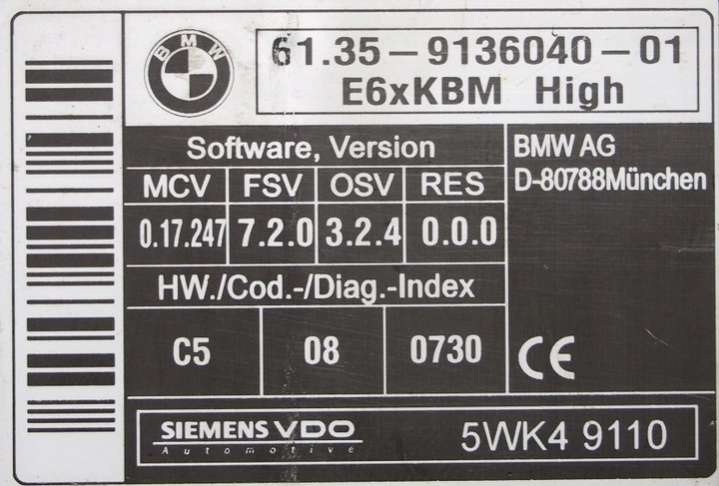 BMW
61.35-9136040-01
E6xKBM High
Software, Version
MCV FSV OSV RES
0.17.247 7.2.0 3.2.4 0.0.0
HW./Cod.-/Diag.-Index
C5 08 0730
BMW AG
D-80788München
CE
SIEMENS VDO
Automotive
5WK4 9110